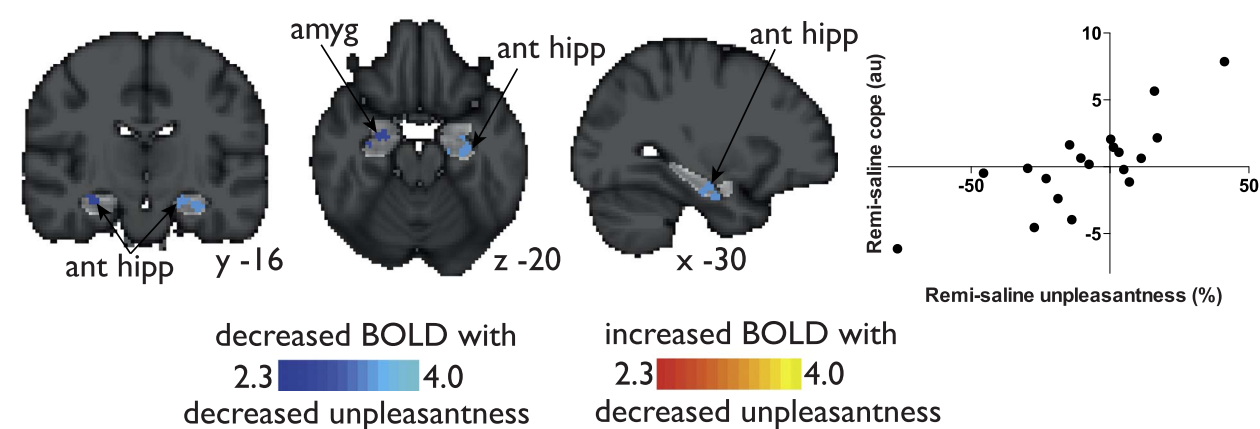 amyg
ant hipp
ant hipp
ant hipp
y -16
z -20
x -30
Remi-saline cope (au)
10
5
-5
-50
50
Remi-saline unpleasantness (%)
decreased BOLD with
2.3
4.0
decreased unpleasantness
increased BOLD with
2.3
4.0
decreased unpleasantness